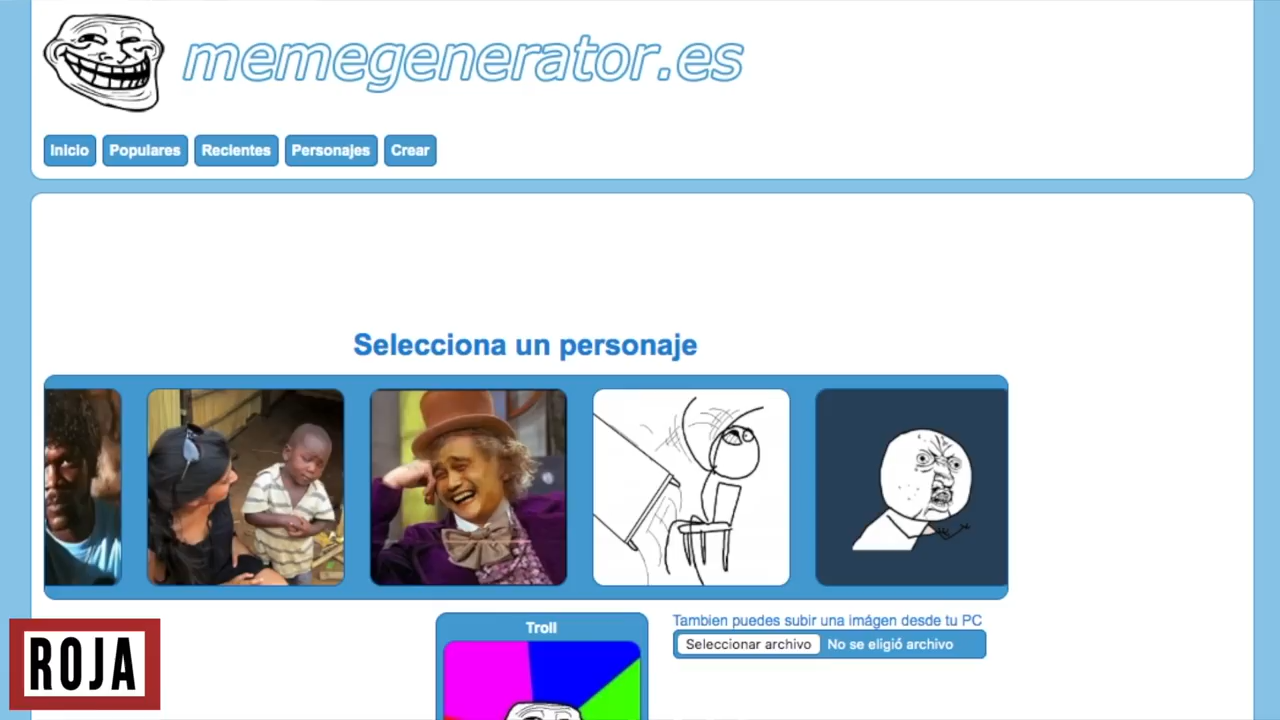 memegenerator.es
Inicio
Populares
Recientes
Personajes
Crear
Selecciona un personaje
Troll
Tambien puedes subir una imágen desde tu PC
Seleccionar archivo
No se eligió archivo
ROJA